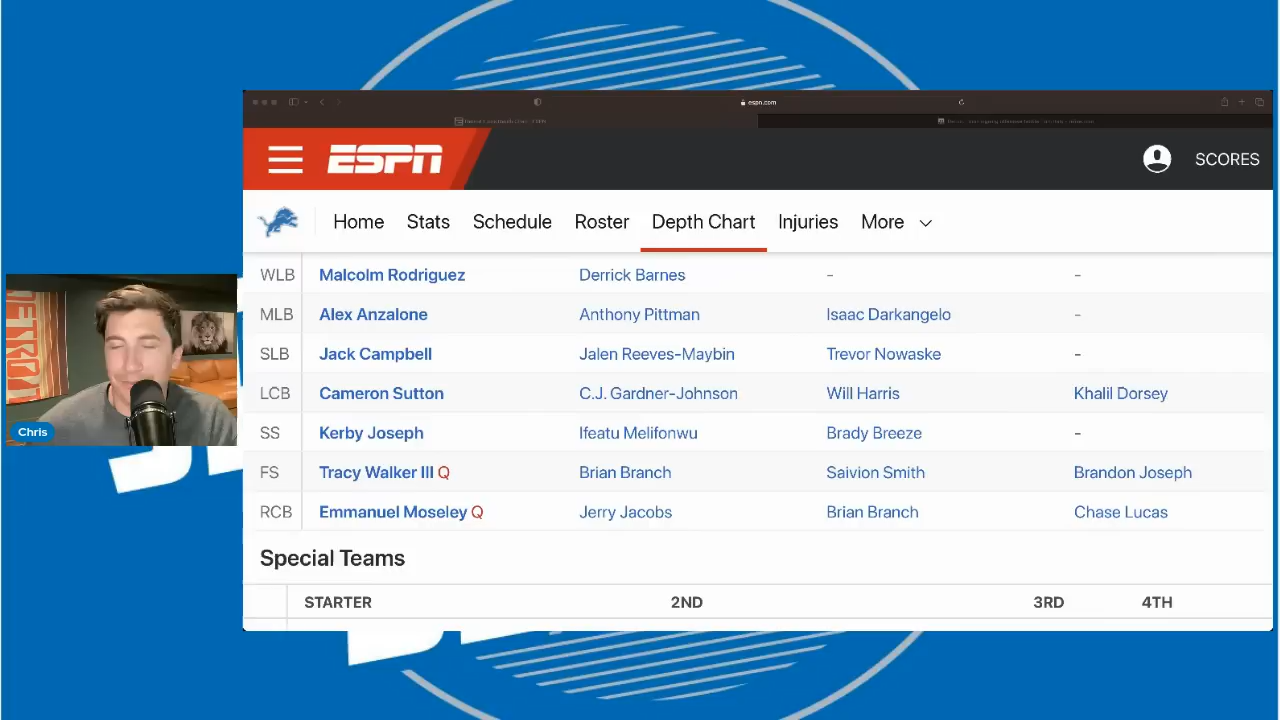 espn.com
ESPN
SCORES
Home Stats Schedule Roster Depth Chart Injuries More
WLB Malcolm Rodriguez Derrick Barnes - -
MLB Alex Anzalone Anthony Pittman Isaac Darkangelo -
SLB Jack Campbell Jalen Reeves-Maybin Trevor Nowaske -
LCB Cameron Sutton C.J. Gardner-Johnson Will Harris Khalil Dorsey
SS Kerby Joseph Ifeatu Melifonwu Brady Breeze -
FS Tracy Walker III Q Brian Branch Saivion Smith Brandon Joseph
RCB Emmanuel Moseley Q Jerry Jacobs Brian Branch Chase Lucas
Special Teams
STARTER 2ND 3RD 4TH
Chris